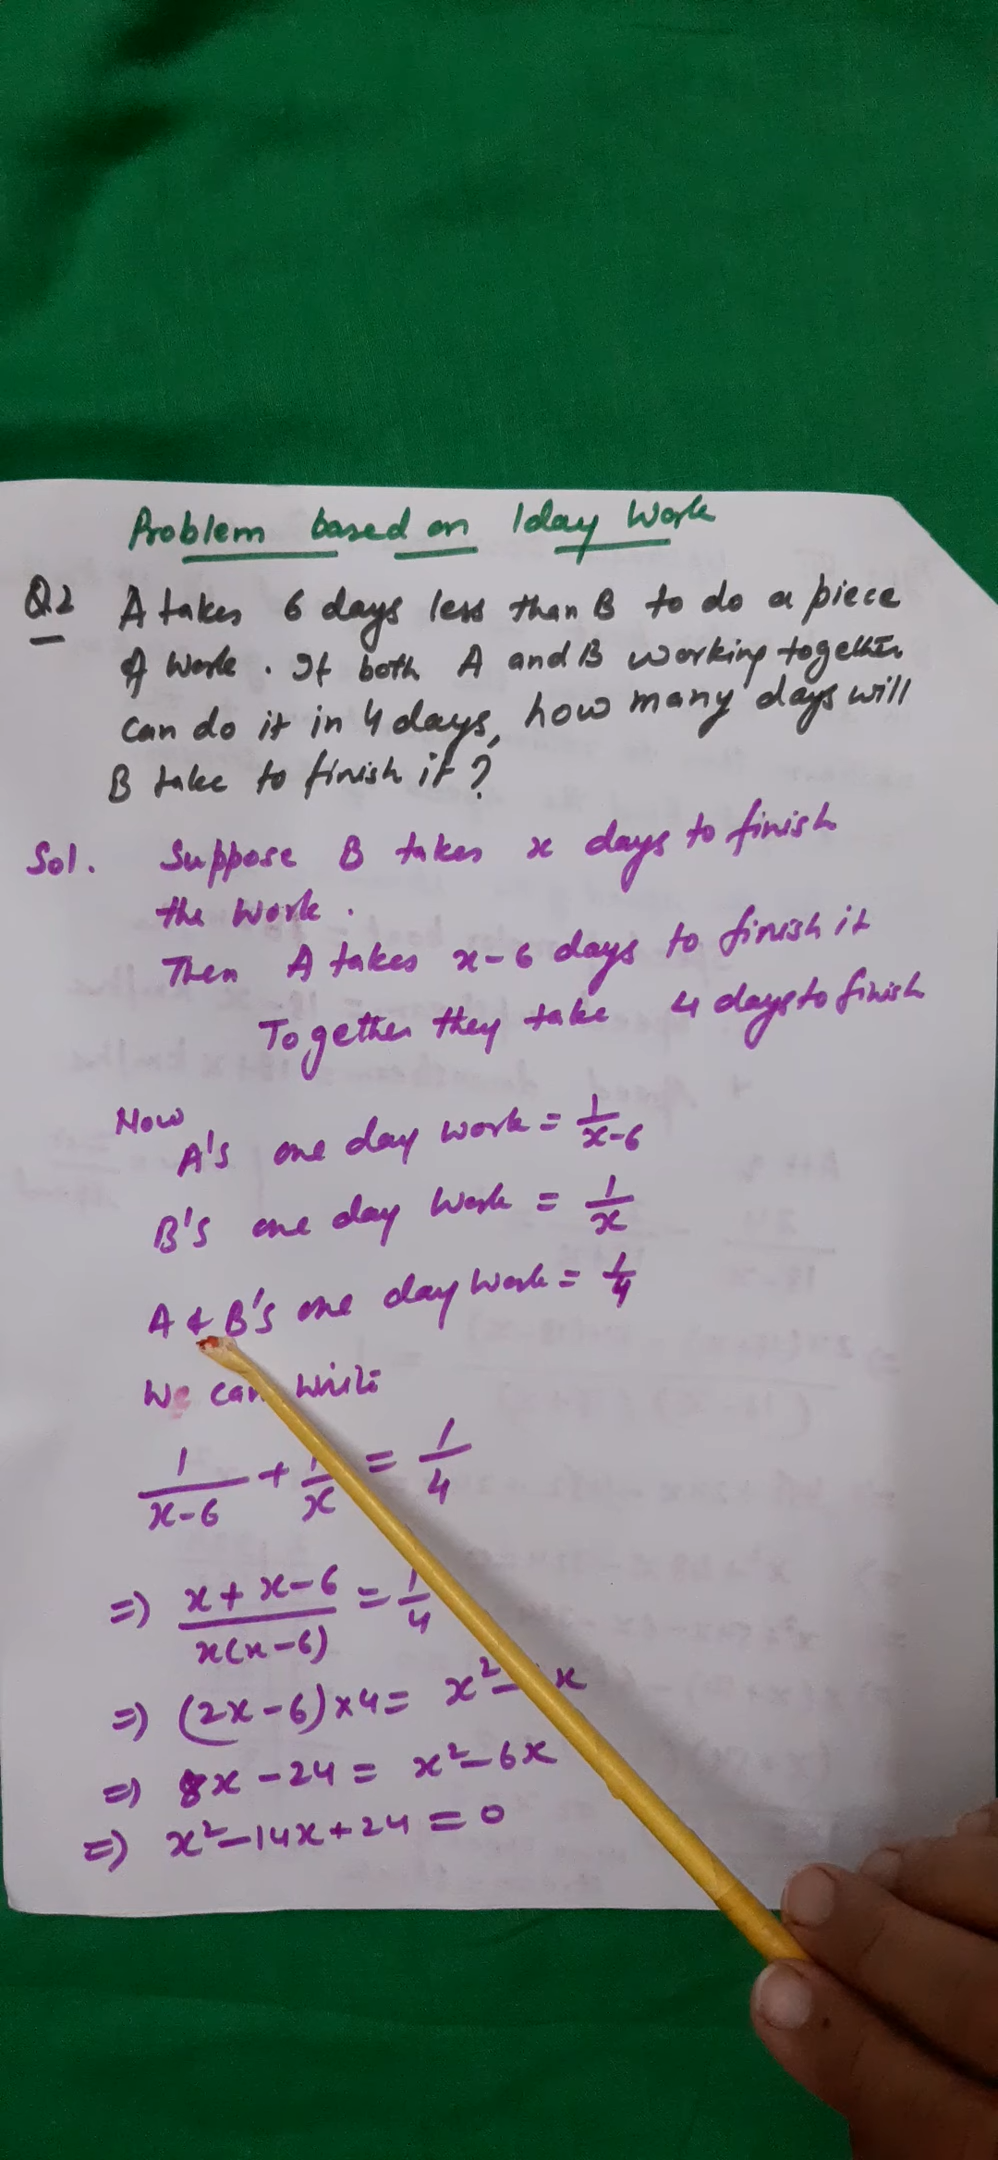 Problem based on 1day Work
Q2 A takes 6 days less than B to do a piece
of work. If both A and B working together
can do it in 4 days, how many days will
B take to finish it?
Sol. Suppose B takes x days to finish
the work.
Then A takes x-6 days to finish it
Together they take 4 days to finish
Now
A's one day work = 1/x-6
B's one day work = 1/x
A & B's one day work = 1/4
We can write
1/x-6 + 1/x = 1/4
=) x+x-6/x(x-6) = 1/4
=) (2x-6)x4= x²- x
=) 8x-24= x²-6x
=) x²-14x+24=0